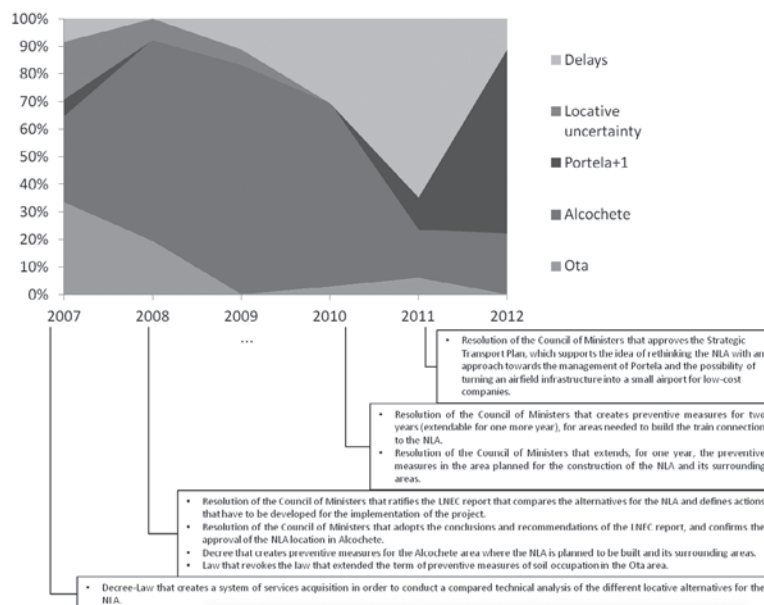 100%
90%
80%
70%
60%
50%
40%
30%
20%
10%
0%
2007 2008 2009 2010 2011 2012
...
Delays
Locative
uncertainty
Portela+1
Alcochete
Ota
• Resolution of the Council of Ministers that approves the Strategic
Transport Plan, which supports the idea of rethinking the NLA with an
approach towards the management of Portela and the possibility of
turning an airfield infrastructure into a small airport for low-cost
companies.
• Resolution of the Council of Ministers that creates preventive measures for two
years (extendable for one more year), for areas needed to build the train connection
to the NLA.
• Resolution of the Council of Ministers that extends, for one year, the preventive
measures in the area planned for the construction of the NLA and its surrounding
areas.
• Resolution of the Council of Ministers that ratifies the LNEC report that compares the alternatives for the NLA and defines actions
that have to be developed for the implementation of the project.
• Resolution of the Council of Ministers that adopts the conclusions and recommendations of the LNEC report, and confirms the
approval of the NLA location in Alcochete.
• Decree that creates preventive measures for the Alcochete area where the NLA is planned to be built and its surrounding areas.
• Law that revokes the law that extended the term of preventive measures of soil occupation in the Ota area.
• Decree-Law that creates a system of services acquisition in order to conduct a compared technical analysis of the different locative alternatives for the
NLA.